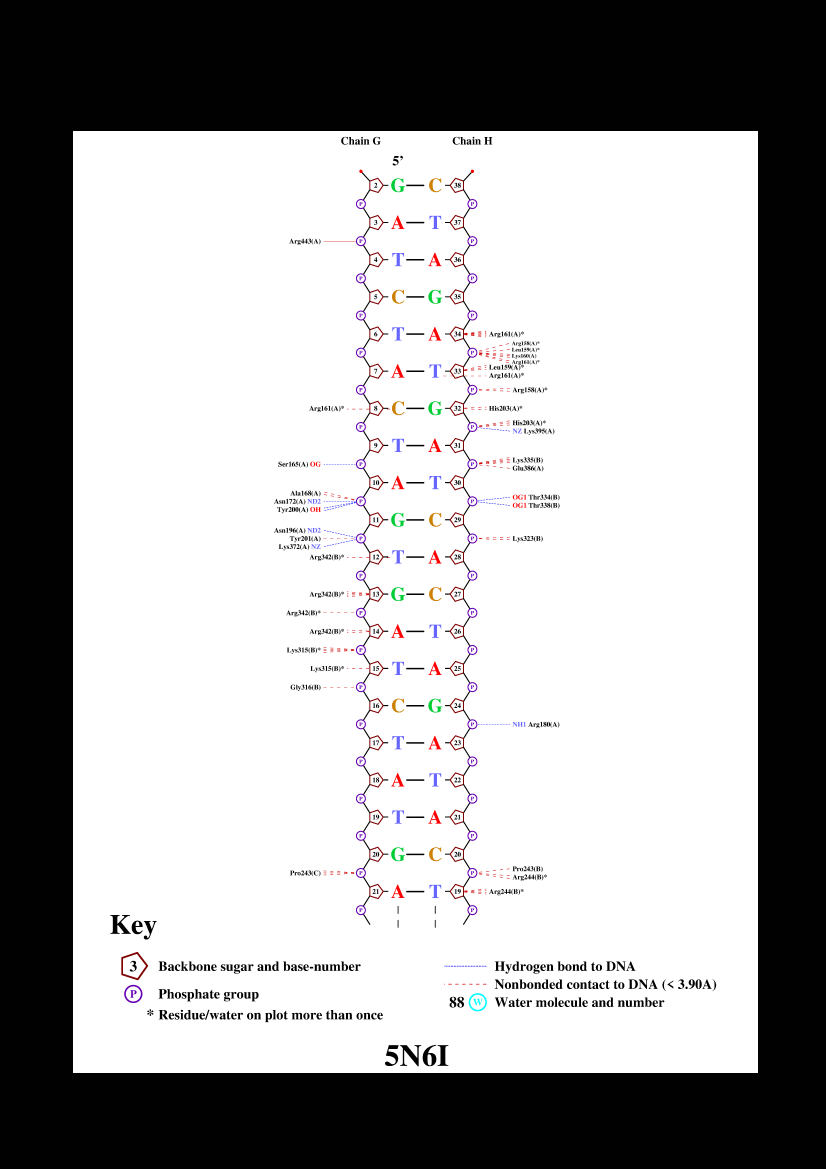 Chain G Chain H
5’
2 G C 38
P P
3 A T 37
Arg443(A) P P
4 T A 36
P P
5 C G 35
P P
6 T A 34 Arg161(A)*
Arg158(A)*
P P Leu159(A)*
Lys160(A)
Arg161(A)*
7 A T 33 Leu159(A)*
Arg161(A)*
P P Arg158(A)*
Arg161(A)* 8 C G 32 His203(A)*
P P His203(A)*
NZ Lys395(A)
9 T A 31
Ser165(A) OG P P Lys335(B)
Glu386(A)
10 A T 30
Ala168(A)
Asn172(A) ND2 P P OG1 Thr334(B)
Tyr200(A) OH OG1 Thr338(B)
11 G C 29
Asn196(A) ND2
Tyr201(A) P P Lys323(B)
Lys372(A) NZ
Arg342(B)* 12 T A 28
P P
Arg342(B)* 13 G C 27
Arg342(B)* P P
Arg342(B)* 14 A T 26
Lys315(B)* P P
Lys315(B)* 15 T A 25
Gly316(B) P P
16 C G 24
P P NH1 Arg180(A)
17 T A 23
P P
18 A T 22
P P
19 T A 21
P P
20 G C 20
Pro243(C) P P Pro243(B)
Arg244(B)*
21 A T 19 Arg244(B)*
P P
Key
3 Backbone sugar and base-number
P Phosphate group
* Residue/water on plot more than once
Hydrogen bond to DNA
Nonbonded contact to DNA (< 3.90A)
88 W Water molecule and number
5N6I